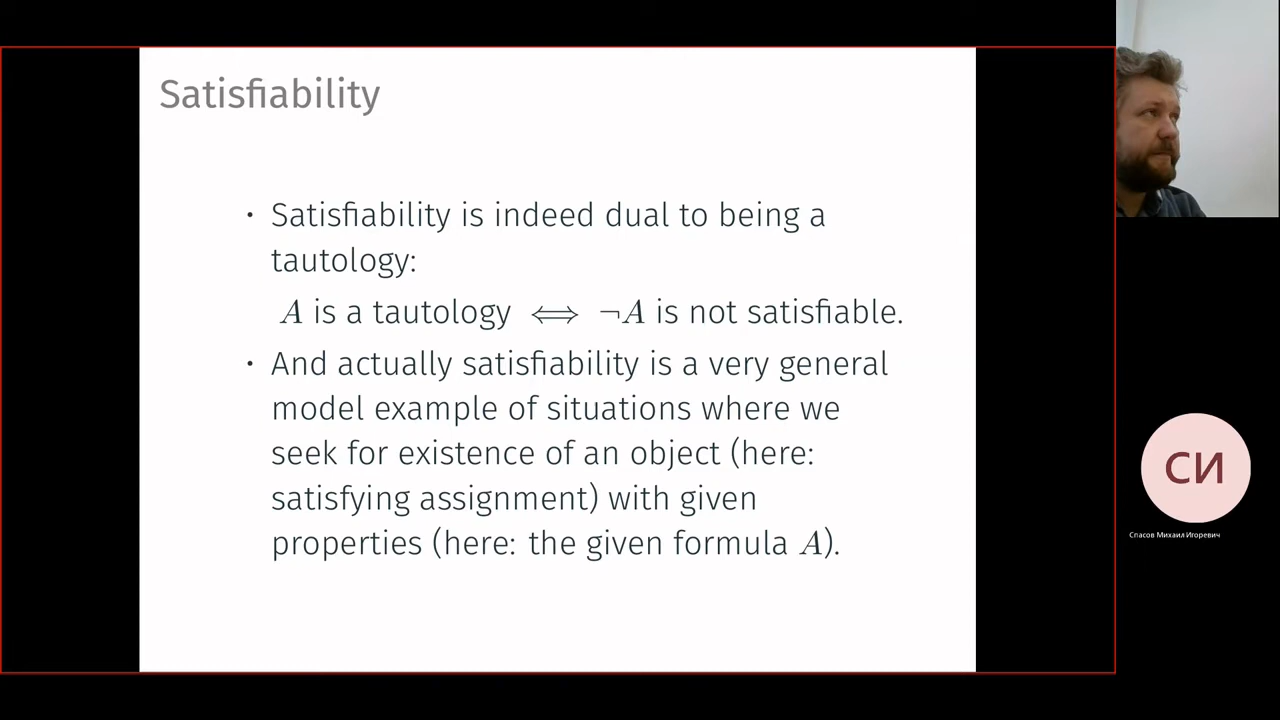 Satisfiability
· Satisfiability is indeed dual to being a
tautology:
A is a tautology ⟺ ¬A is not satisfiable.
· And actually satisfiability is a very general
model example of situations where we
seek for existence of an object (here:
satisfying assignment) with given
properties (here: the given formula A).
СИ
Спасов Михаил Игоревич